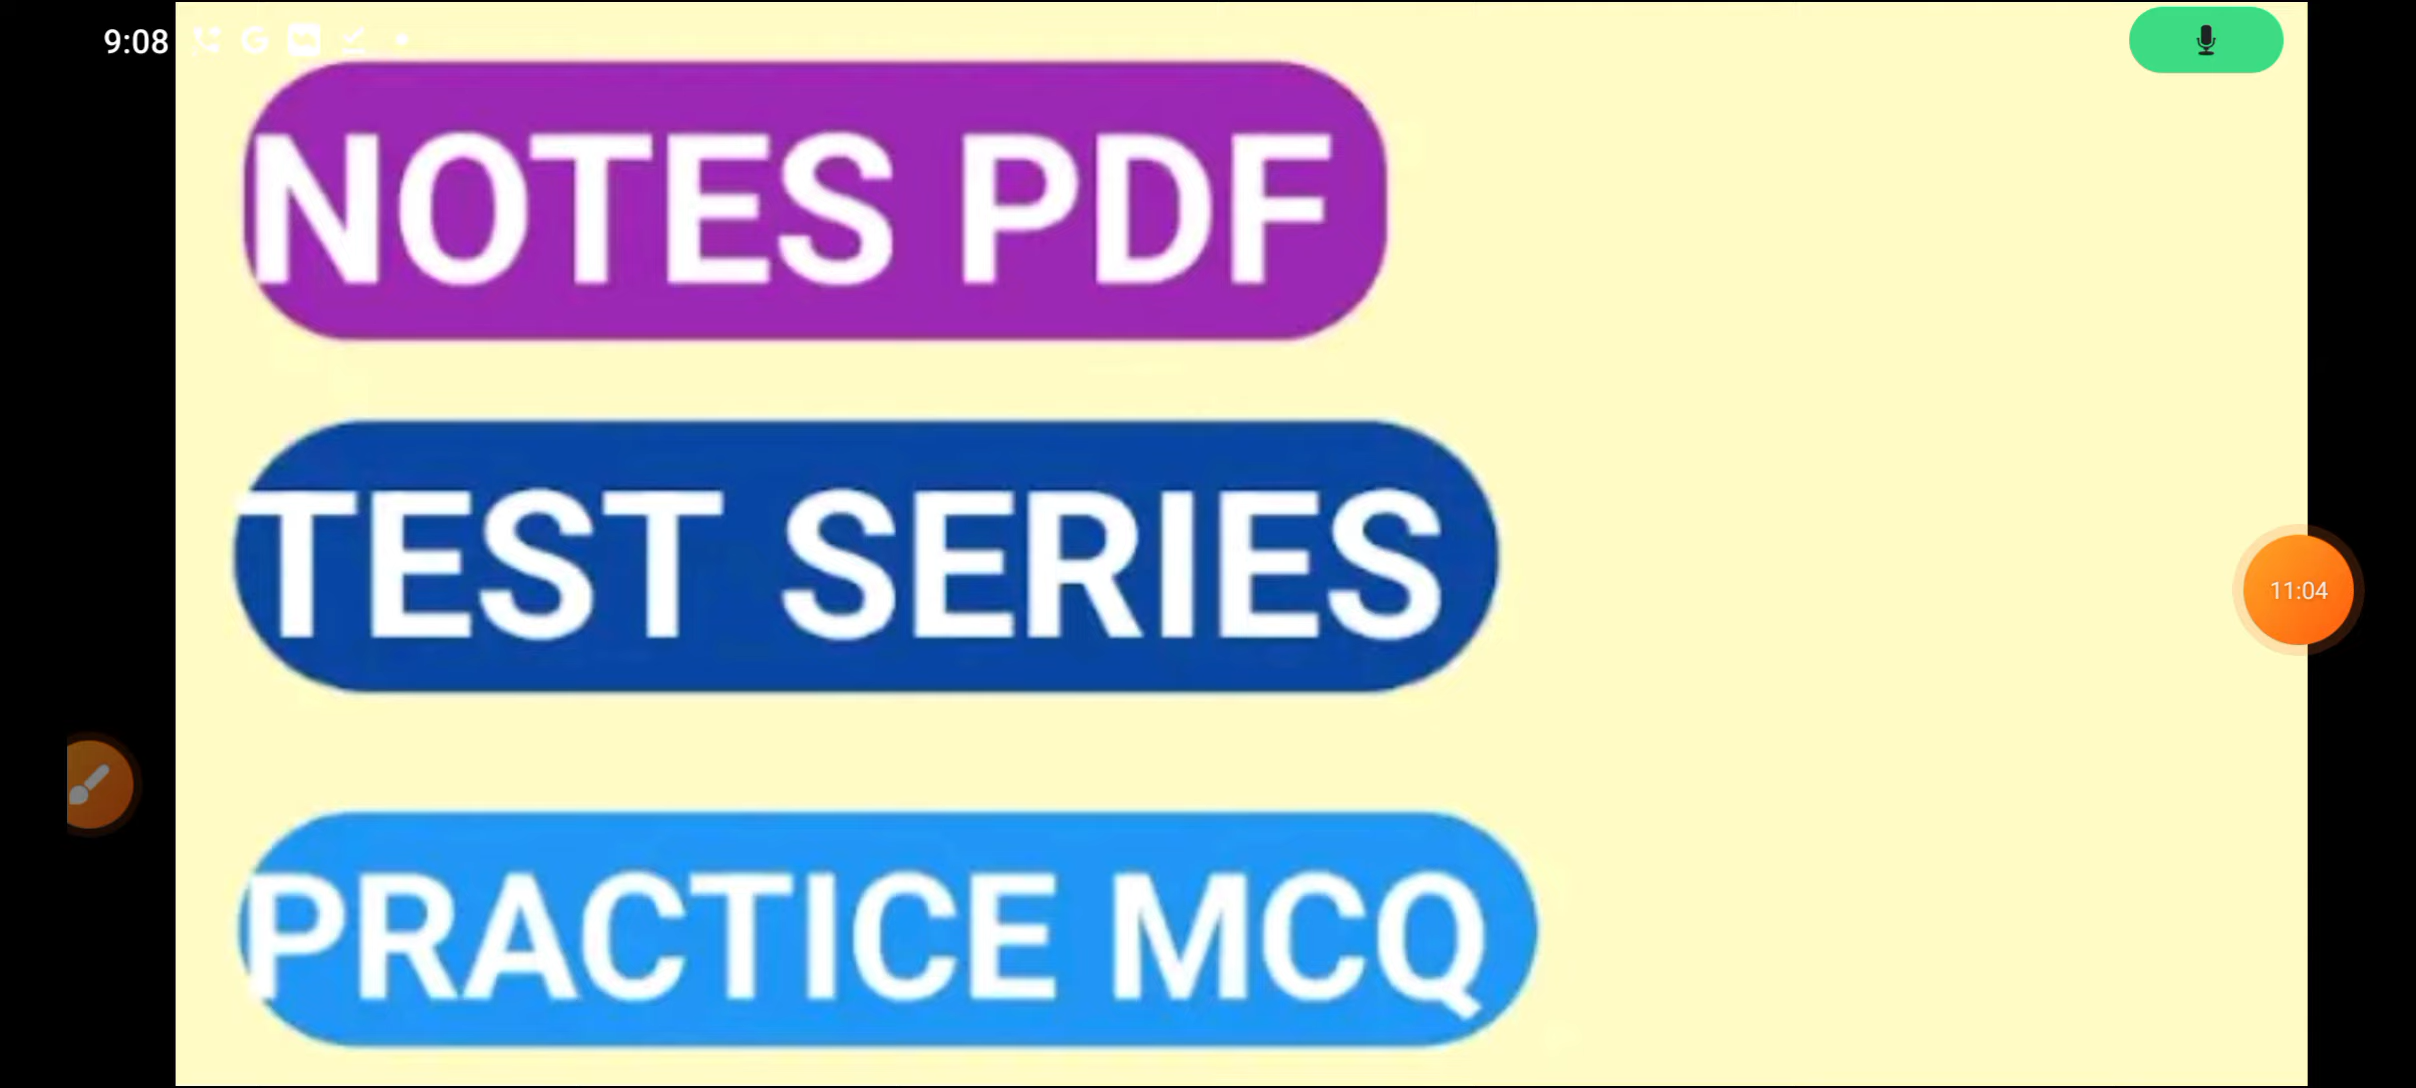 9:08
NOTES PDF
TEST SERIES
11:04
PRACTICE MCQ